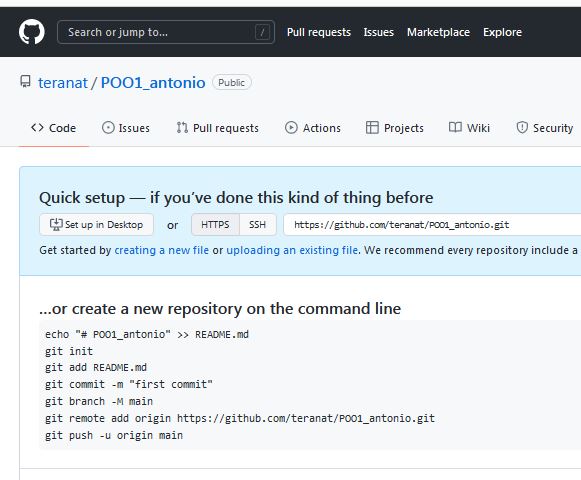 Search or jump to... / Pull requests Issues Marketplace Explore
teranat / POO1_antonio Public
Code Issues Pull requests Actions Projects Wiki Security
Quick setup — if you've done this kind of thing before
Set up in Desktop or HTTPS SSH https://github.com/teranat/POO1_antonio.git
Get started by creating a new file or uploading an existing file. We recommend every repository include a
...or create a new repository on the command line
echo "# POO1_antonio" >> README.md
git init
git add README.md
git commit -m "first commit"
git branch -M main
git remote add origin https://github.com/teranat/POO1_antonio.git
git push -u origin main